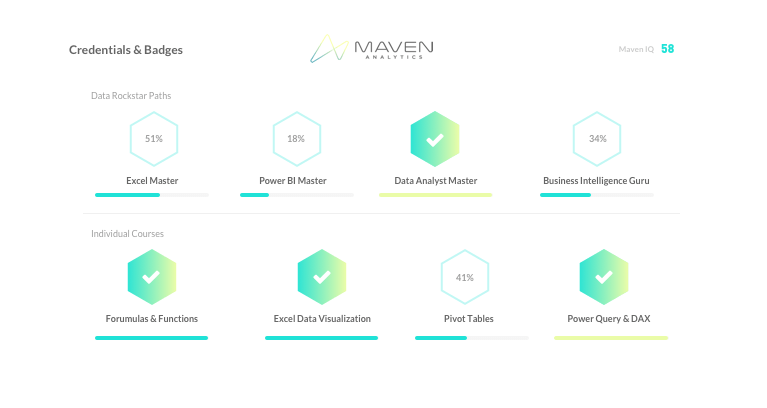 Credentials & Badges
MAVEN
ANALYTICS
Maven IQ 58
Data Rockstar Paths
51%
18%
34%
Excel Master
Power BI Master
Data Analyst Master
Business Intelligence Guru
Individual Courses
41%
Forumulas & Functions
Excel Data Visualization
Pivot Tables
Power Query & DAX